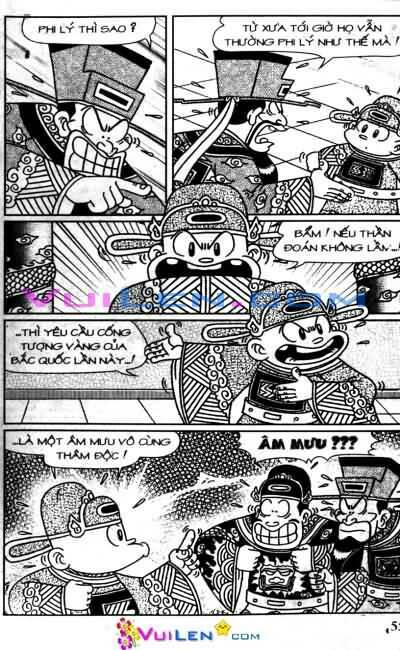 PHI LÝ THÌ SAO ?
TỪ XƯA TỚI GIỜ HỌ VẪN
THƯỜNG PHI LÝ NHƯ THẾ MÀ !
BẨM ! NẾU THẦN
ĐOÁN KHÔNG LẦN...
VUILEN.COM
...THÌ YÊU CẦU CỐNG
TƯỢNG VÀNG CỦA
BẮC QUỐC LẦN NÀY...!
...LÀ MỘT ÂM MƯU VÔ CÙNG
THÂM ĐỘC !
ÂM MƯU ???
VUILEN.COM